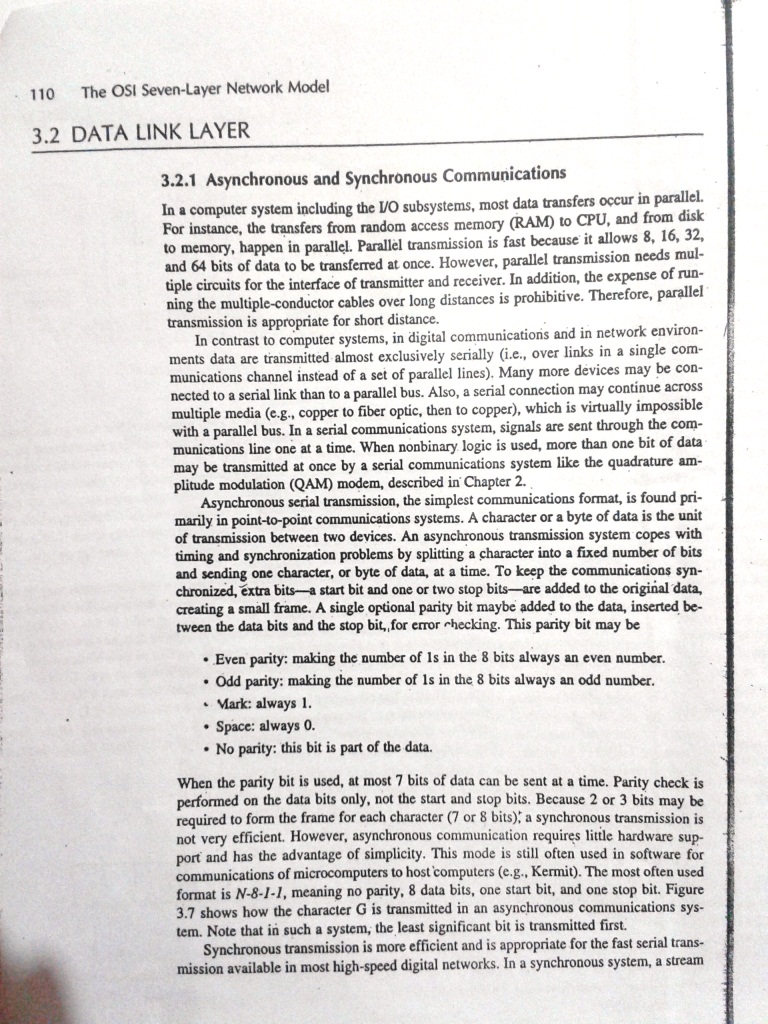 110 The OSI Seven-Layer Network Model
3.2 DATA LINK LAYER
3.2.1 Asynchronous and Synchronous Communications
In a computer system including the I/O subsystems, most data transfers occur in parallel.
For instance, the transfers from random access memory (RAM) to CPU, and from disk
to memory, happen in parallel. Parallel transmission is fast because it allows 8, 16, 32,
and 64 bits of data to be transferred at once. However, parallel transmission needs mul-
tiple circuits for the interface of transmitter and receiver. In addition, the expense of run-
ning the multiple-conductor cables over long distances is prohibitive. Therefore, parallel
transmission is appropriate for short distance.
In contrast to computer systems, in digital communications and in network environ-
ments data are transmitted almost exclusively serially (i.e., over links in a single com-
munications channel instead of a set of parallel lines). Many more devices may be con-
nected to a serial link than to a parallel bus. Also, a serial connection may continue across
multiple media (e.g., copper to fiber optic, then to copper), which is virtually impossible
with a parallel bus. In a serial communications system, signals are sent through the com-
munications line one at a time. When nonbinary logic is used, more than one bit of data
may be transmitted at once by a serial communications system like the quadrature am-
plitude modulation (QAM) modem, described in Chapter 2.
Asynchronous serial transmission, the simplest communications format, is found pri-
marily in point-to-point communications systems. A character or a byte of data is the unit
of transmission between two devices. An asynchronous transmission system copes with
timing and synchronization problems by splitting a character into a fixed number of bits
and sending one character, or byte of data, at a time. To keep the communications syn-
chronized, extra bits—a start bit and one or two stop bits—are added to the original data,
creating a small frame. A single optional parity bit maybe added to the data, inserted be-
tween the data bits and the stop bit, for error checking. This parity bit may be
• Even parity: making the number of 1s in the 8 bits always an even number.
• Odd parity: making the number of 1s in the 8 bits always an odd number.
• Mark: always 1.
• Space: always 0.
• No parity: this bit is part of the data.
When the parity bit is used, at most 7 bits of data can be sent at a time. Parity check is
performed on the data bits only, not the start and stop bits. Because 2 or 3 bits may be
required to form the frame for each character (7 or 8 bits), a synchronous transmission is
not very efficient. However, asynchronous communication requires little hardware sup-
port and has the advantage of simplicity. This mode is still often used in software for
communications of microcomputers to host computers (e.g., Kermit). The most often used
format is N-8-1-1, meaning no parity, 8 data bits, one start bit, and one stop bit. Figure
3.7 shows how the character G is transmitted in an asynchronous communications sys-
tem. Note that in such a system, the least significant bit is transmitted first.
Synchronous transmission is more efficient and is appropriate for the fast serial trans-
mission available in most high-speed digital networks. In a synchronous system, a stream